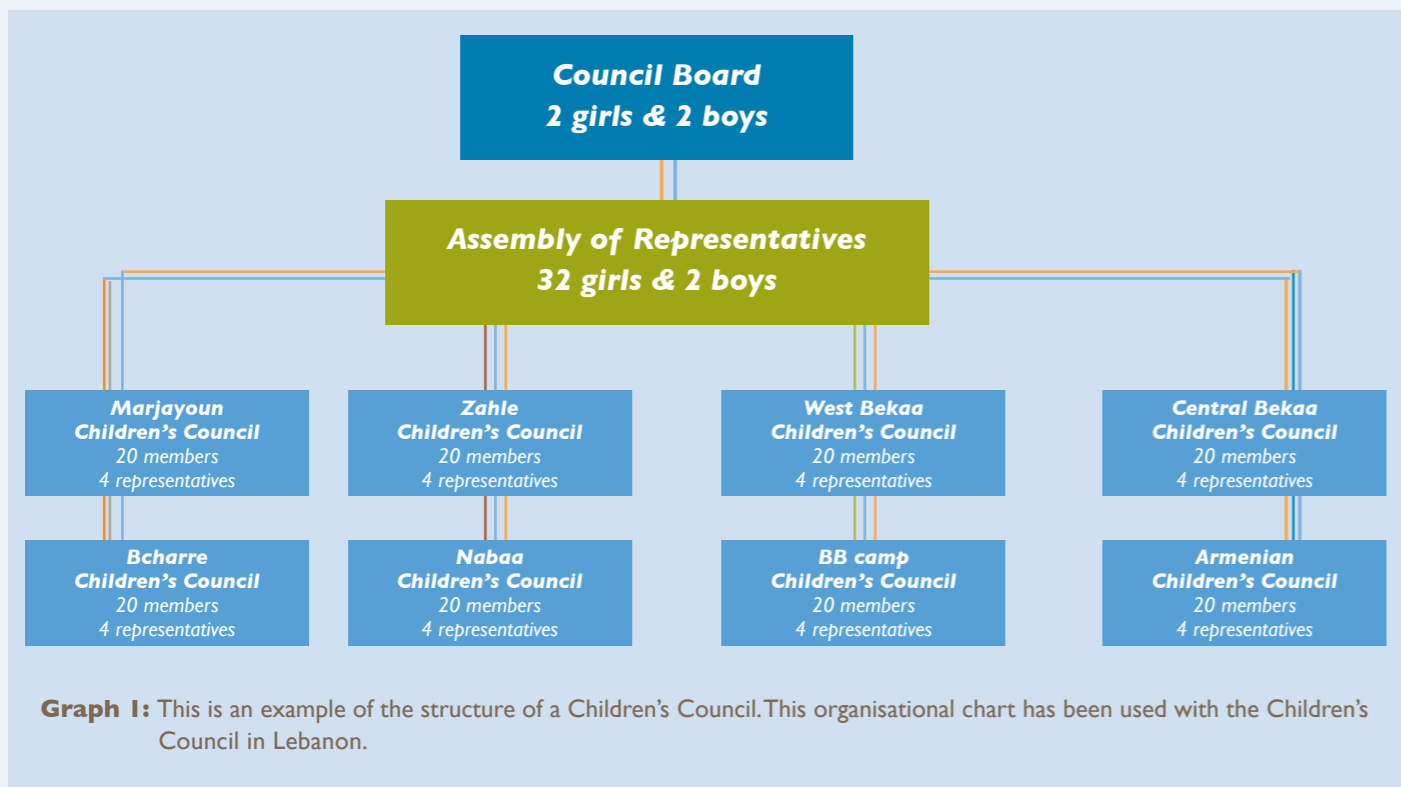 Council Board
2 girls & 2 boys
Assembly of Representatives
32 girls & 2 boys
Marjayoun
Children's Council
20 members
4 representatives
Zahle
Children's Council
20 members
4 representatives
West Bekaa
Children's Council
20 members
4 representatives
Central Bekaa
Children's Council
20 members
4 representatives
Bcharre
Children's Council
20 members
4 representatives
Nabaa
Children's Council
20 members
4 representatives
BB camp
Children's Council
20 members
4 representatives
Armenian
Children's Council
20 members
4 representatives
Graph 1: This is an example of the structure of a Children's Council.This organisational chart has been used with the Children's
Council in Lebanon.